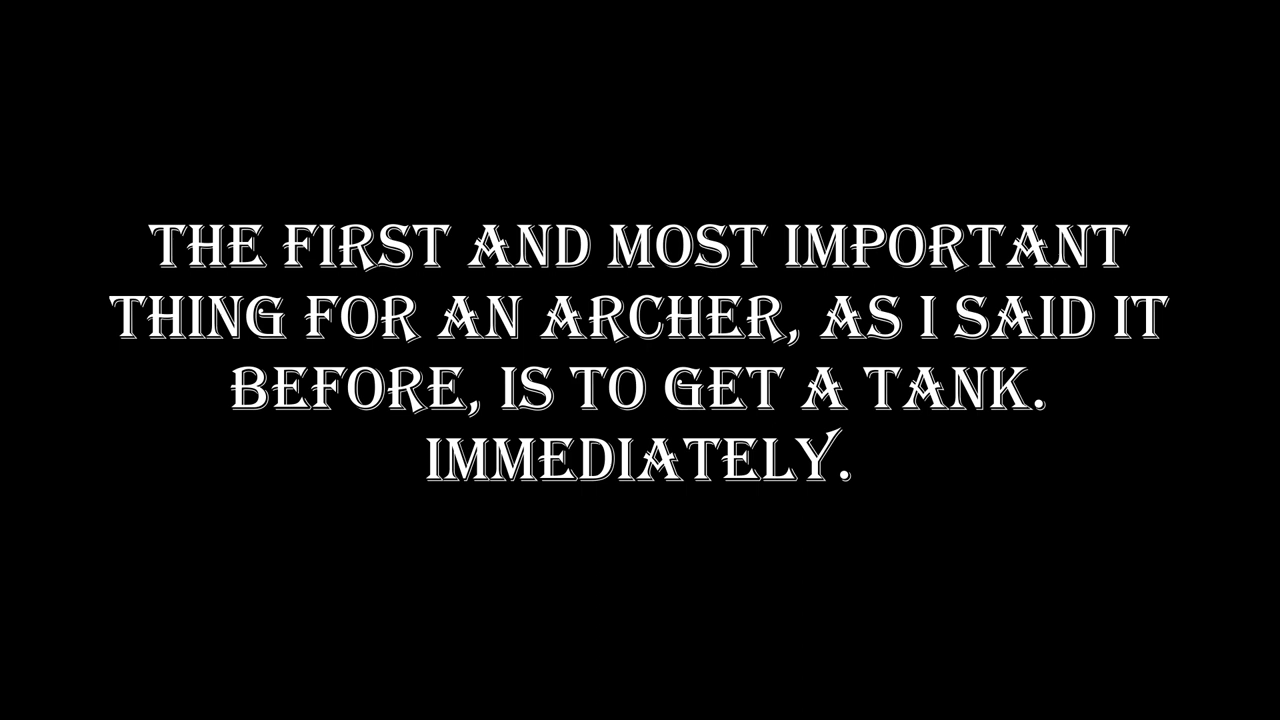 THE FIRST AND MOST IMPORTANT
THING FOR AN ARCHER, AS I SAID IT
BEFORE, IS TO GET A TANK.
IMMEDIATELY.